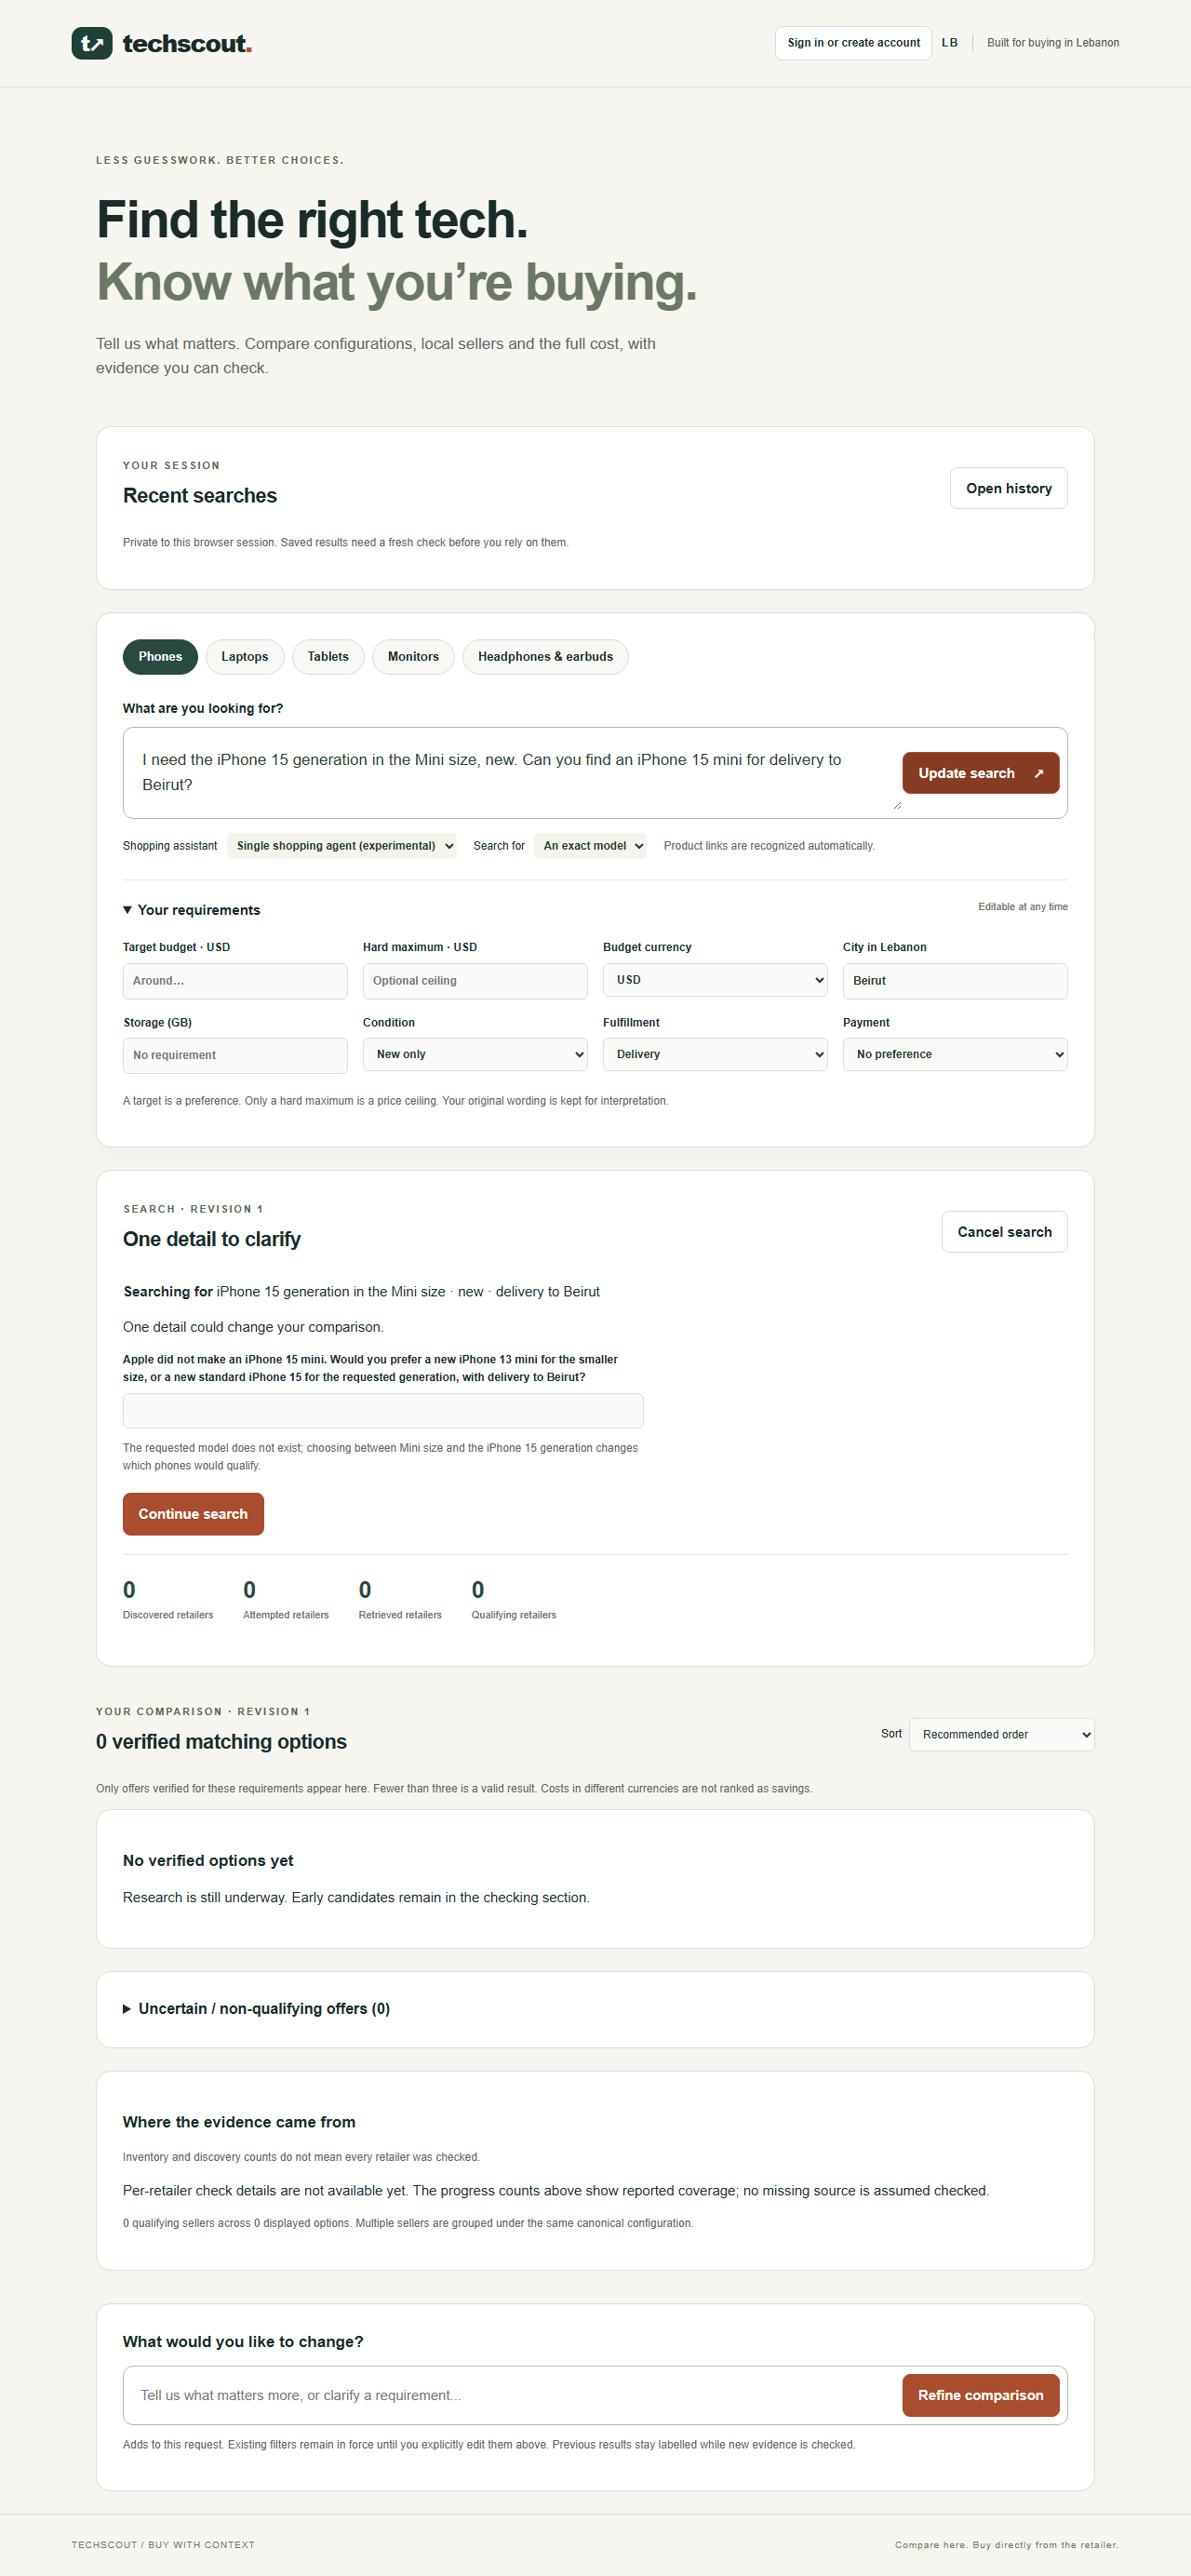 t↗ techscout.
Sign in or create account
LB
Built for buying in Lebanon
LESS GUESSWORK. BETTER CHOICES.
Find the right tech.
Know what you’re buying.
Tell us what matters. Compare configurations, local sellers and the full cost, with
evidence you can check.
YOUR SESSION
Recent searches
Open history
Private to this browser session. Saved results need a fresh check before you rely on them.
Phones
Laptops
Tablets
Monitors
Headphones & earbuds
What are you looking for?
I need the iPhone 15 generation in the Mini size, new. Can you find an iPhone 15 mini for delivery to
Beirut?
Update search ↗
Shopping assistant
Single shopping agent (experimental)
Search for
An exact model
Product links are recognized automatically.
▼ Your requirements
Editable at any time
Target budget · USD
Hard maximum · USD
Budget currency
City in Lebanon
Around...
Optional ceiling
USD
Beirut
Storage (GB)
Condition
Fulfillment
Payment
No requirement
New only
Delivery
No preference
A target is a preference. Only a hard maximum is a price ceiling. Your original wording is kept for interpretation.
SEARCH · REVISION 1
One detail to clarify
Cancel search
Searching for iPhone 15 generation in the Mini size · new · delivery to Beirut
One detail could change your comparison.
Apple did not make an iPhone 15 mini. Would you prefer a new iPhone 13 mini for the smaller
size, or a new standard iPhone 15 for the requested generation, with delivery to Beirut?
The requested model does not exist; choosing between Mini size and the iPhone 15 generation changes
which phones would qualify.
Continue search
0
0
0
0
Discovered retailers
Attempted retailers
Retrieved retailers
Qualifying retailers
YOUR COMPARISON · REVISION 1
0 verified matching options
Sort
Recommended order
Only offers verified for these requirements appear here. Fewer than three is a valid result. Costs in different currencies are not ranked as savings.
No verified options yet
Research is still underway. Early candidates remain in the checking section.
▶ Uncertain / non-qualifying offers (0)
Where the evidence came from
Inventory and discovery counts do not mean every retailer was checked.
Per-retailer check details are not available yet. The progress counts above show reported coverage; no missing source is assumed checked.
0 qualifying sellers across 0 displayed options. Multiple sellers are grouped under the same canonical configuration.
What would you like to change?
Tell us what matters more, or clarify a requirement...
Refine comparison
Adds to this request. Existing filters remain in force until you explicitly edit them above. Previous results stay labelled while new evidence is checked.
TECHSCOUT / BUY WITH CONTEXT
Compare here. Buy directly from the retailer.